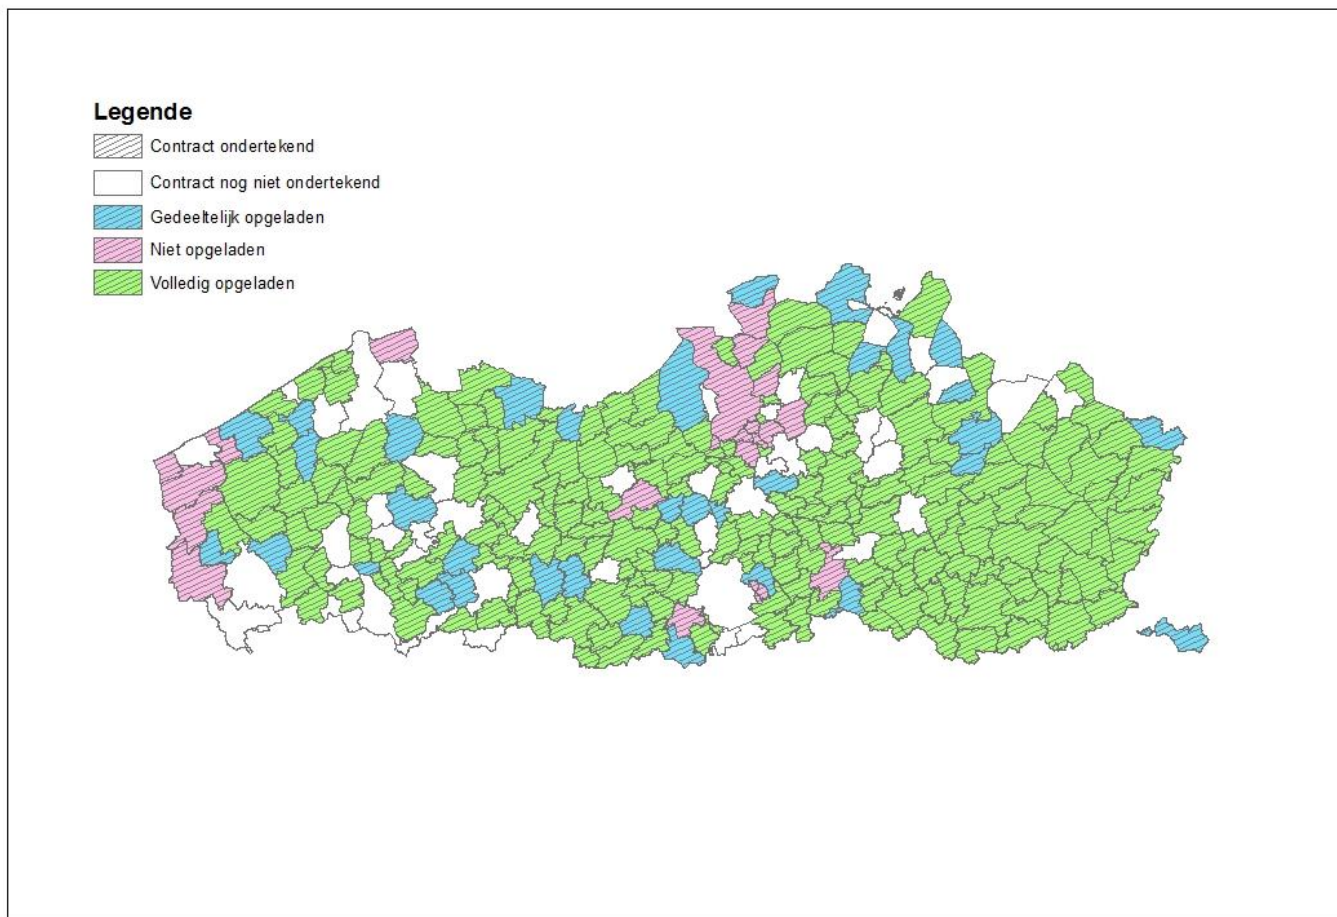 Legende
Contract ondertekend
Contract nog niet ondertekend
Gedeeltelijk opgeladen
Niet opgeladen
Volledig opgeladen